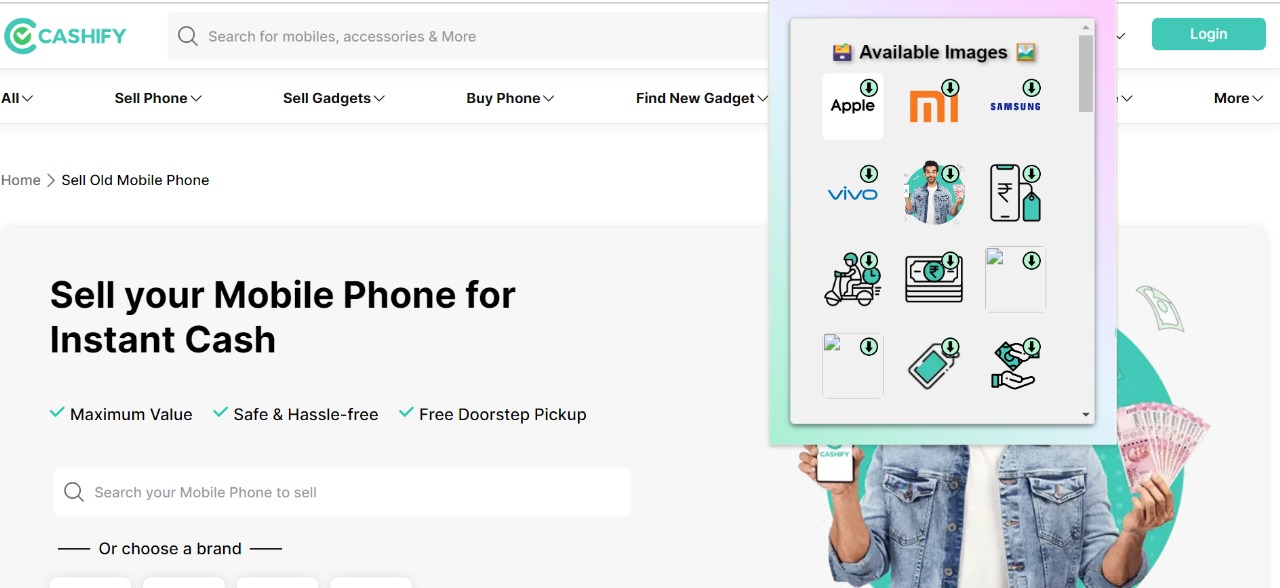 CASHIFY
Search for mobiles, accessories & More
Login
All
Sell Phone
Sell Gadgets
Buy Phone
Find New Gadget
More
Home > Sell Old Mobile Phone
Sell your Mobile Phone for
Instant Cash
Maximum Value
Safe & Hassle-free
Free Doorstep Pickup
Search your Mobile Phone to sell
Or choose a brand
Available Images
Apple
mi
SAMSUNG
vivo
₹
₹
CASHIFY